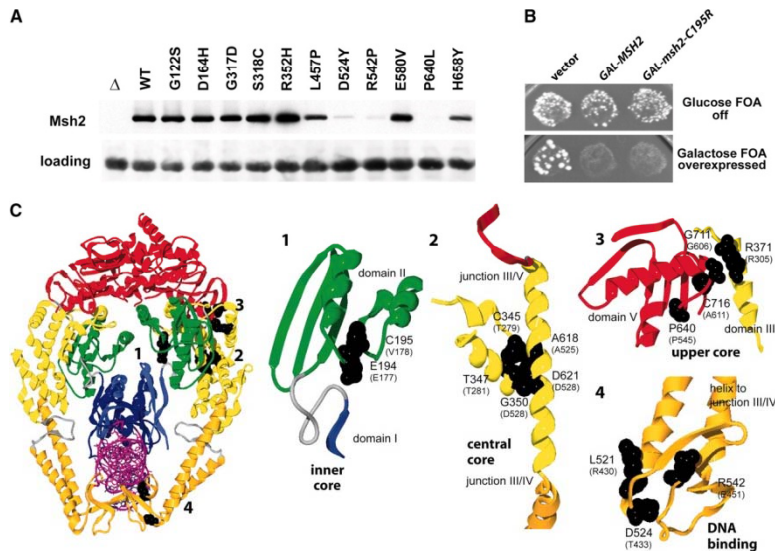 A
Δ
WT
G122S
D164H
G317D
S318C
R352H
L457P
D524Y
R542P
E580V
P640L
H658Y
Msh2
loading
B
vector
GAL-MSH2
GAL-msh2-C195R
Glucose FOA
off
Galactose FOA
overexpressed
C
1
2
3
4
1
domain II
C195
(V178)
E194
(E177)
domain I
inner
core
2
junction III/V
C345
(T279)
A618
(A525)
T347
(T281)
D621
(D528)
G350
(D528)
central
core
junction III/IV
3
G711
(G606)
R371
(R305)
C716
(A611)
domain V
P640
(P545)
domain III
upper core
4
helix to
junction III/IV
L521
(R430)
R542
(E451)
D524
(T433)
DNA
binding